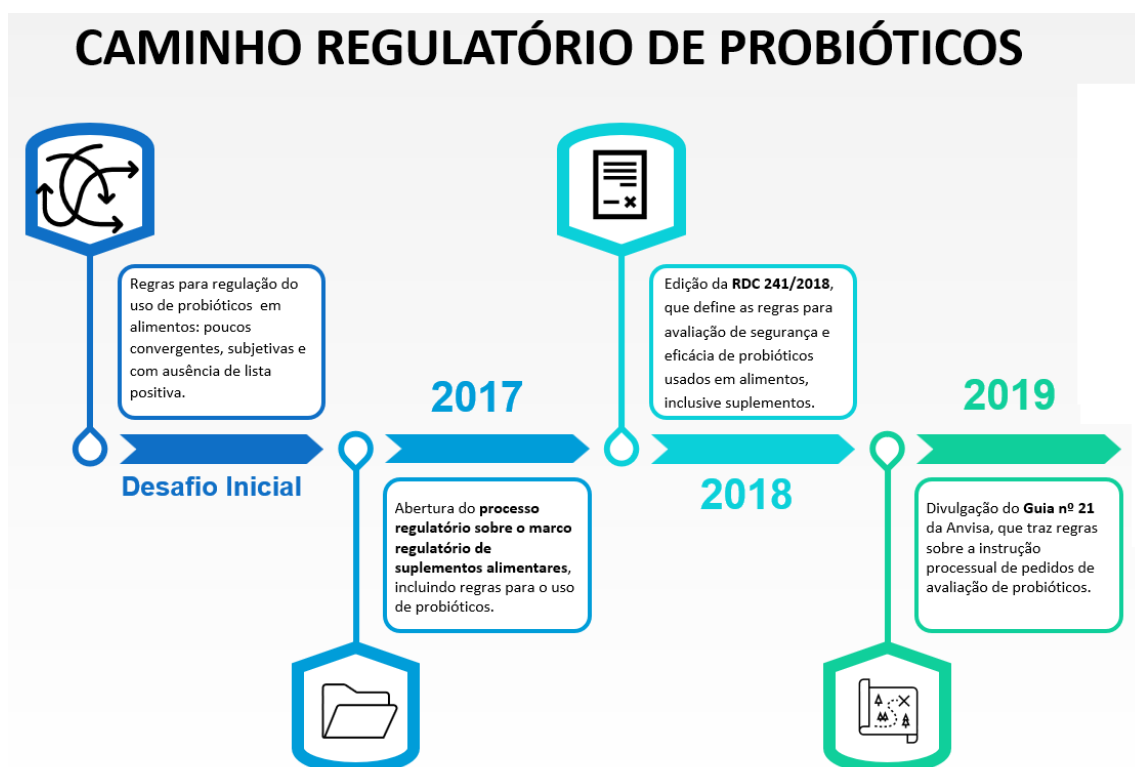 CAMINHO REGULATÓRIO DE PROBIÓTICOS
Regras para regulação do
uso de probióticos em
alimentos: poucos
convergentes, subjetivas e
com ausência de lista
positiva.
Desafio Inicial
2017
Abertura do processo
regulatório sobre o marco
regulatório de
suplementos alimentares,
incluindo regras para o uso
de probióticos.
Edição da RDC 241/2018,
que define as regras para
avaliação de segurança e
eficácia de probióticos
usados em alimentos,
inclusive suplementos.
2018
2019
Divulgação do Guia nº 21
da Anvisa, que traz regras
sobre a instrução
processual de pedidos de
avaliação de probióticos.